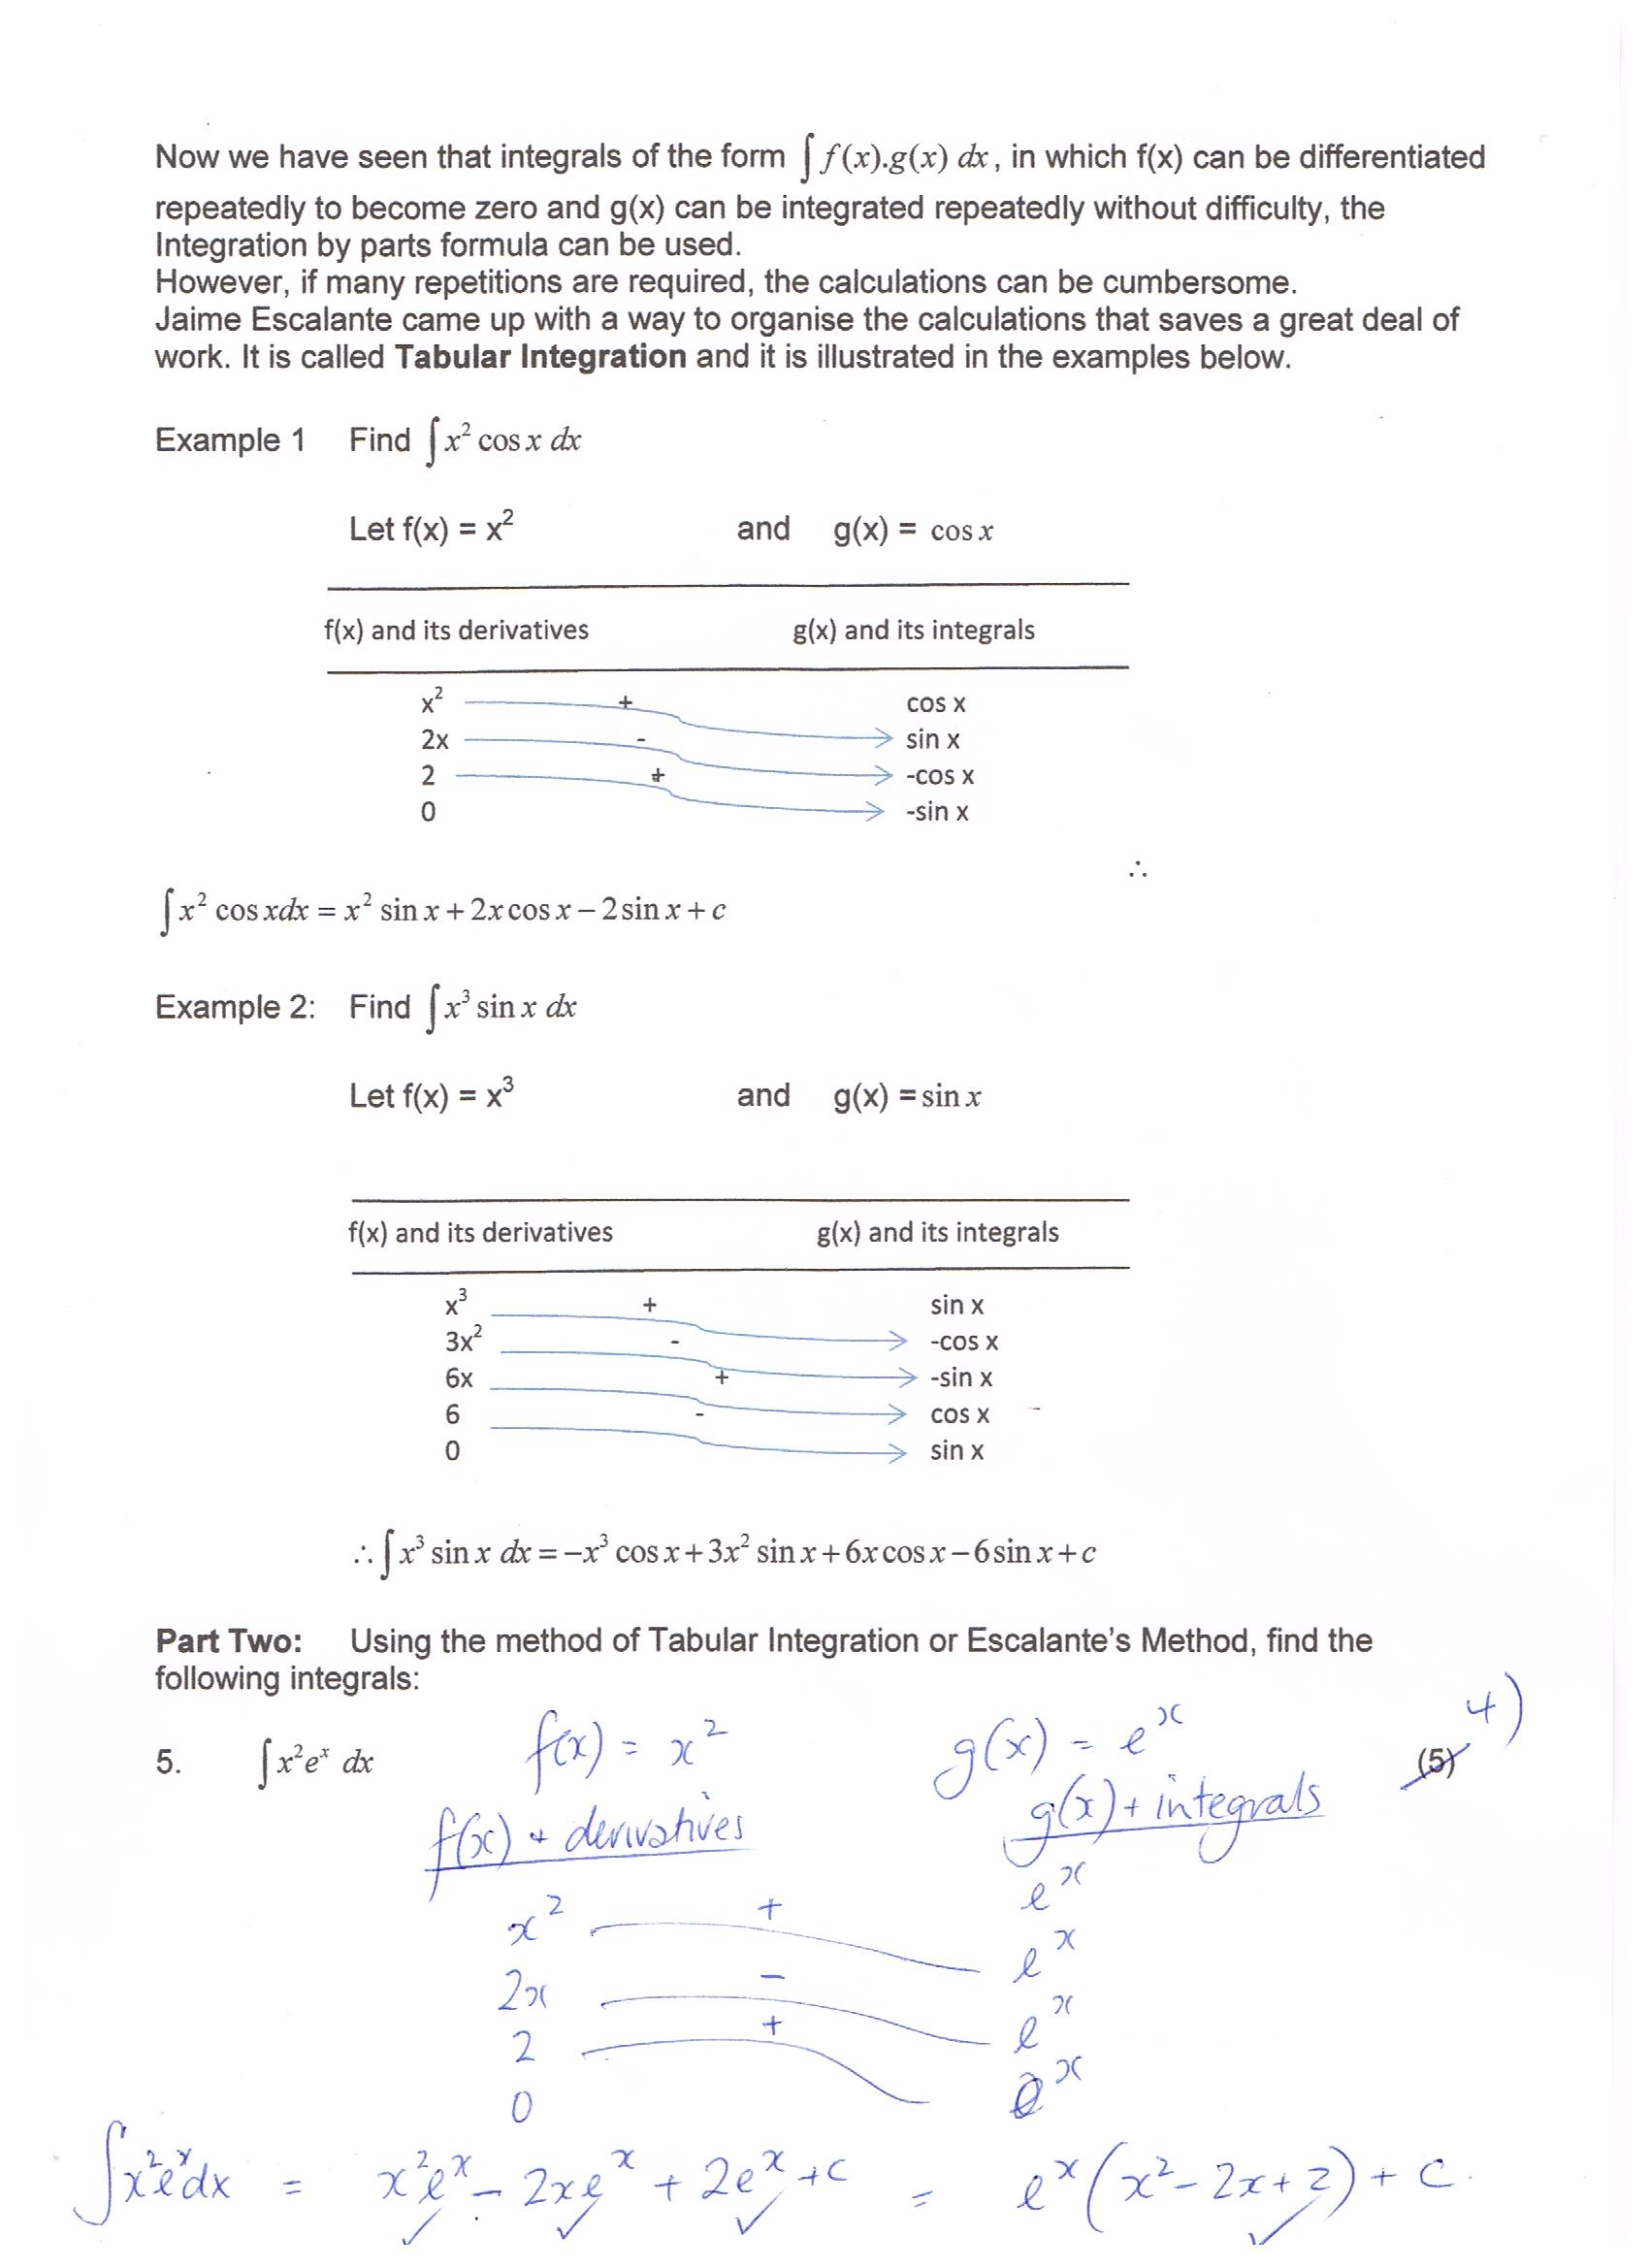 Now we have seen that integrals of the form ∫ f(x).g(x) dx, in which f(x) can be differentiated
repeatedly to become zero and g(x) can be integrated repeatedly without difficulty, the
Integration by parts formula can be used.
However, if many repetitions are required, the calculations can be cumbersome.
Jaime Escalante came up with a way to organise the calculations that saves a great deal of
work. It is called Tabular Integration and it is illustrated in the examples below.
Example 1 Find ∫ x² cos x dx
Let f(x) = x² and g(x) = cos x
f(x) and its derivatives g(x) and its integrals
x² + cos x
2x - sin x
2 + -cos x
0 -sin x
∴
∫ x² cos xdx = x² sin x + 2x cos x − 2 sin x + c
Example 2: Find ∫ x³ sin x dx
Let f(x) = x³ and g(x) = sin x
f(x) and its derivatives g(x) and its integrals
x³ + sin x
3x² - -cos x
6x + -sin x
6 - cos x
0 sin x
∴ ∫ x³ sin x dx = −x³ cos x + 3x² sin x + 6x cos x − 6 sin x + c
Part Two: Using the method of Tabular Integration or Escalante's Method, find the
following integrals:
5. ∫ x²eˣ dx f(x) = x² g(x) = eˣ (5) 4)
f(x) + derivatives g(x) + integrals
x² + eˣ
2x − eˣ
2 + eˣ
0 eˣ
∫x²eˣdx = x²eˣ − 2xeˣ + 2eˣ + c = eˣ(x² − 2x + 2) + c.